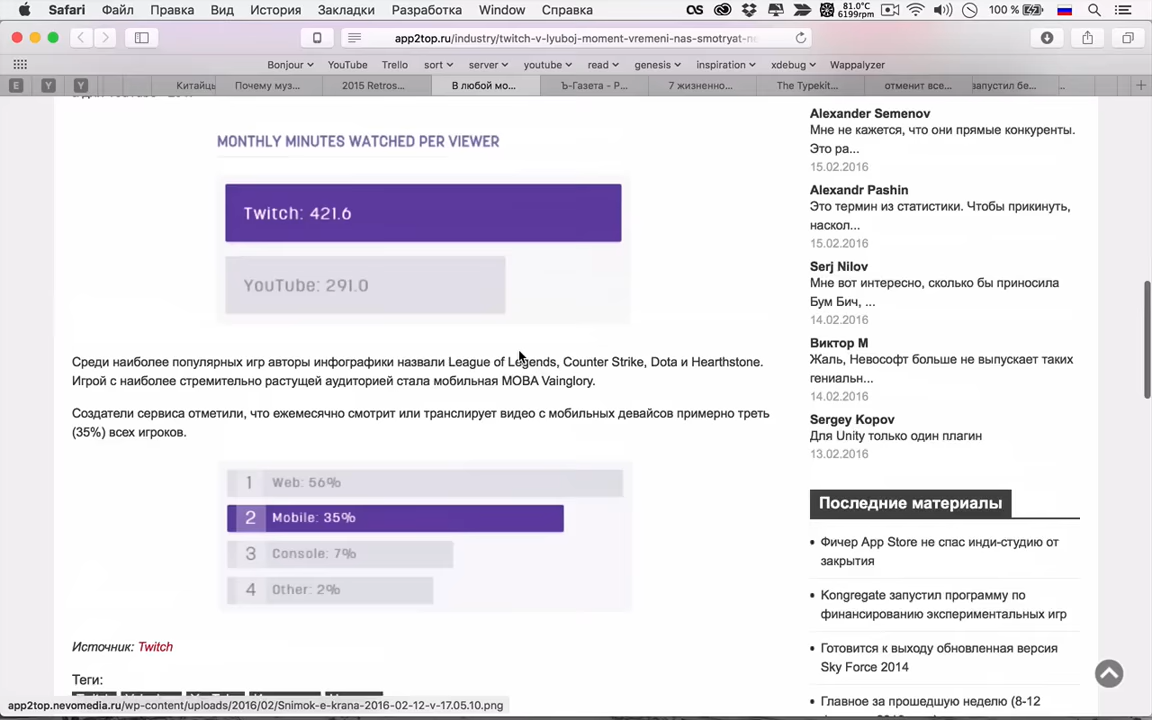 Safari Файл Правка Вид История Закладки Разработка Window Справка
81.0°C
6199rpm
100 %
app2top.ru/industry/twitch-v-lyuboj-moment-vremeni-nas-smotryat-ne
Bonjour YouTube Trello sort server youtube read genesis inspiration xdebug Wappalyzer
E Y Y Китайць Почему муз... 2015 Retros... В любой мо... Ъ-Газета - Р... 7 жизненно... The Typekit... отменит все... запустил бе...
MONTHLY MINUTES WATCHED PER VIEWER
Twitch: 421.6
YouTube: 291.0
Среди наиболее популярных игр авторы инфографики назвали League of Legends, Counter Strike, Dota и Hearthstone.
Игрой с наиболее стремительно растущей аудиторией стала мобильная MOBA Vainglory.
Создатели сервиса отметили, что ежемесячно смотрит или транслирует видео с мобильных девайсов примерно треть
(35%) всех игроков.
1 Web: 56%
2 Mobile: 35%
3 Console: 7%
4 Other: 2%
Источник: Twitch
Теги:
Alexander Semenov
Мне не кажется, что они прямые конкуренты.
Это ра...
15.02.2016
Alexandr Pashin
Это термин из статистики. Чтобы прикинуть,
наскол...
15.02.2016
Serj Nilov
Мне вот интересно, сколько бы приносила
Бум Бич, ...
14.02.2016
Виктор М
Жаль, Невософт больше не выпускает таких
гениальн...
14.02.2016
Sergey Kopov
Для Unity только один плагин
13.02.2016
Последние материалы
• Фичер App Store не спас инди-студию от
закрытия
• Kongregate запустил программу по
финансированию экспериментальных игр
• Готовится к выходу обновленная версия
Sky Force 2014
• Главное за прошедшую неделю (8-12
app2top.nevomedia.ru/wp-content/uploads/2016/02/Snimok-e-krana-2016-02-12-v-17.05.10.png